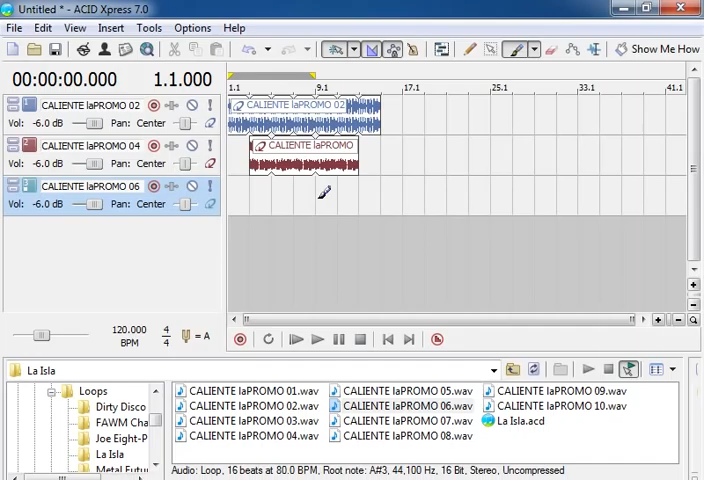 Untitled * - ACID Xpress 7.0
File Edit View Insert Tools Options Help
Show Me How
00:00:00.000 1.1.000
1.1 9.1 17.1 25.1 33.1 41.1
CALIENTE laPROMO 02
Vol: -6.0 dB Pan: Center
CALIENTE laPROMO 02
CALIENTE laPROMO 04
Vol: -6.0 dB Pan: Center
CALIENTE laPROMO
CALIENTE laPROMO 06
Vol: -6.0 dB Pan: Center
120.000
BPM
4
4
= A
La Isla
Loops
Dirty Disco
FAWM Cha
Joe Eight-P
La Isla
Metal Futur
CALIENTE laPROMO 01.wav CALIENTE laPROMO 05.wav CALIENTE laPROMO 09.wav
CALIENTE laPROMO 02.wav CALIENTE laPROMO 06.wav CALIENTE laPROMO 10.wav
CALIENTE laPROMO 03.wav CALIENTE laPROMO 07.wav La Isla.acd
CALIENTE laPROMO 04.wav CALIENTE laPROMO 08.wav
Audio: Loop, 16 beats at 80.0 BPM, Root note: A#3, 44,100 Hz, 16 Bit, Stereo, Uncompressed